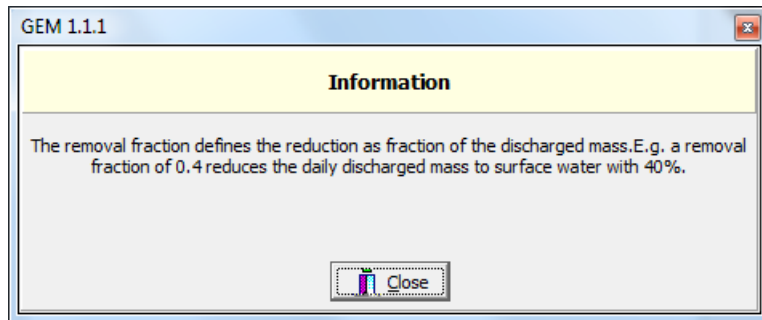 GEM 1.1.1
Information
The removal fraction defines the reduction as fraction of the discharged mass.E.g. a removal
fraction of 0.4 reduces the daily discharged mass to surface water with 40%.
Close